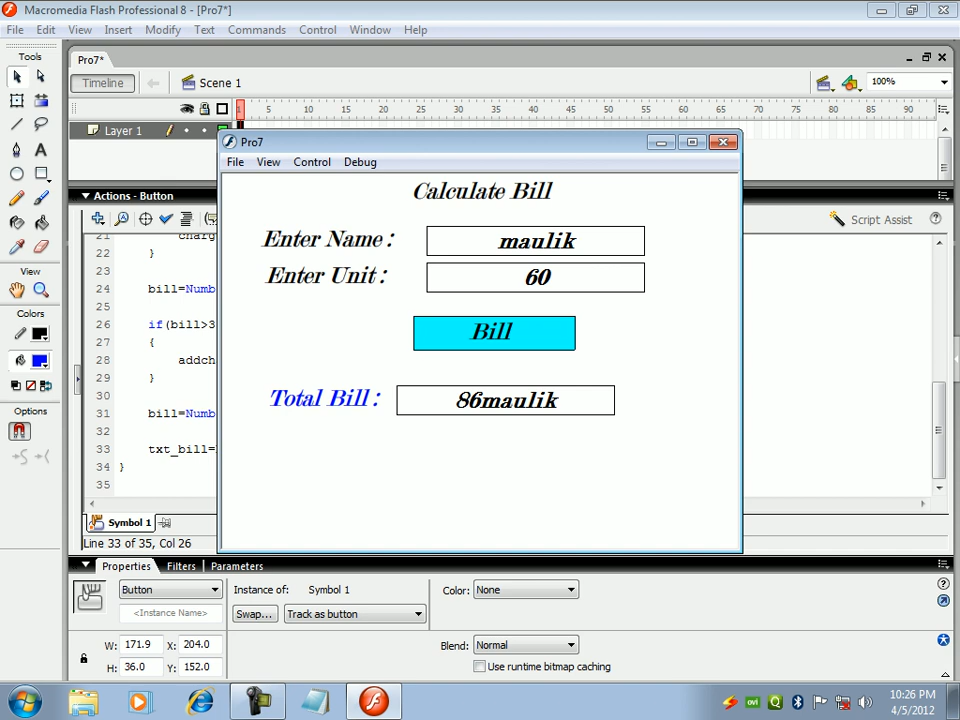 Macromedia Flash Professional 8 - [Pro7*]
File Edit View Insert Modify Text Commands Control Window Help
Tools
Pro7*
Timeline
Scene 1
100%
1 5 10 15 20 25 30 35 40 45 50 55 60 65 70 75 80 85 90
Layer 1
Pro7
File View Control Debug
Calculate Bill
Enter Name :
maulik
Enter Unit :
60
Bill
Total Bill :
86maulik
Actions - Button
Script Assist
charg
22 }
23
24 bill=Numb
25
26 if(bill>3
27 {
28 addch
29 }
30
31 bill=Numb
32
33 txt_bill=
34 }
35
Symbol 1
Line 33 of 35, Col 26
View
Colors
Options
Properties Filters Parameters
Button
<Instance Name>
Instance of: Symbol 1
Swap...
Track as button
Color: None
Blend: Normal
Use runtime bitmap caching
W: 171.9 X: 204.0
H: 36.0 Y: 152.0
ovi
10:26 PM
4/5/2012